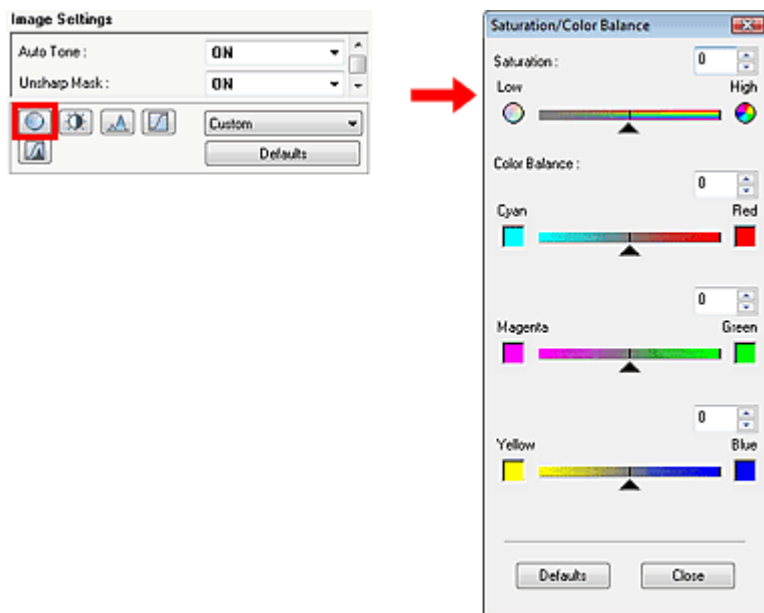 Image Settings
Auto Tone : ON
Unsharp Mask : ON
Custom
Defaults
Saturation/Color Balance
Saturation : 0
Low High
Color Balance :
0
Cyan Red
0
Magenta Green
0
Yellow Blue
Defaults Close